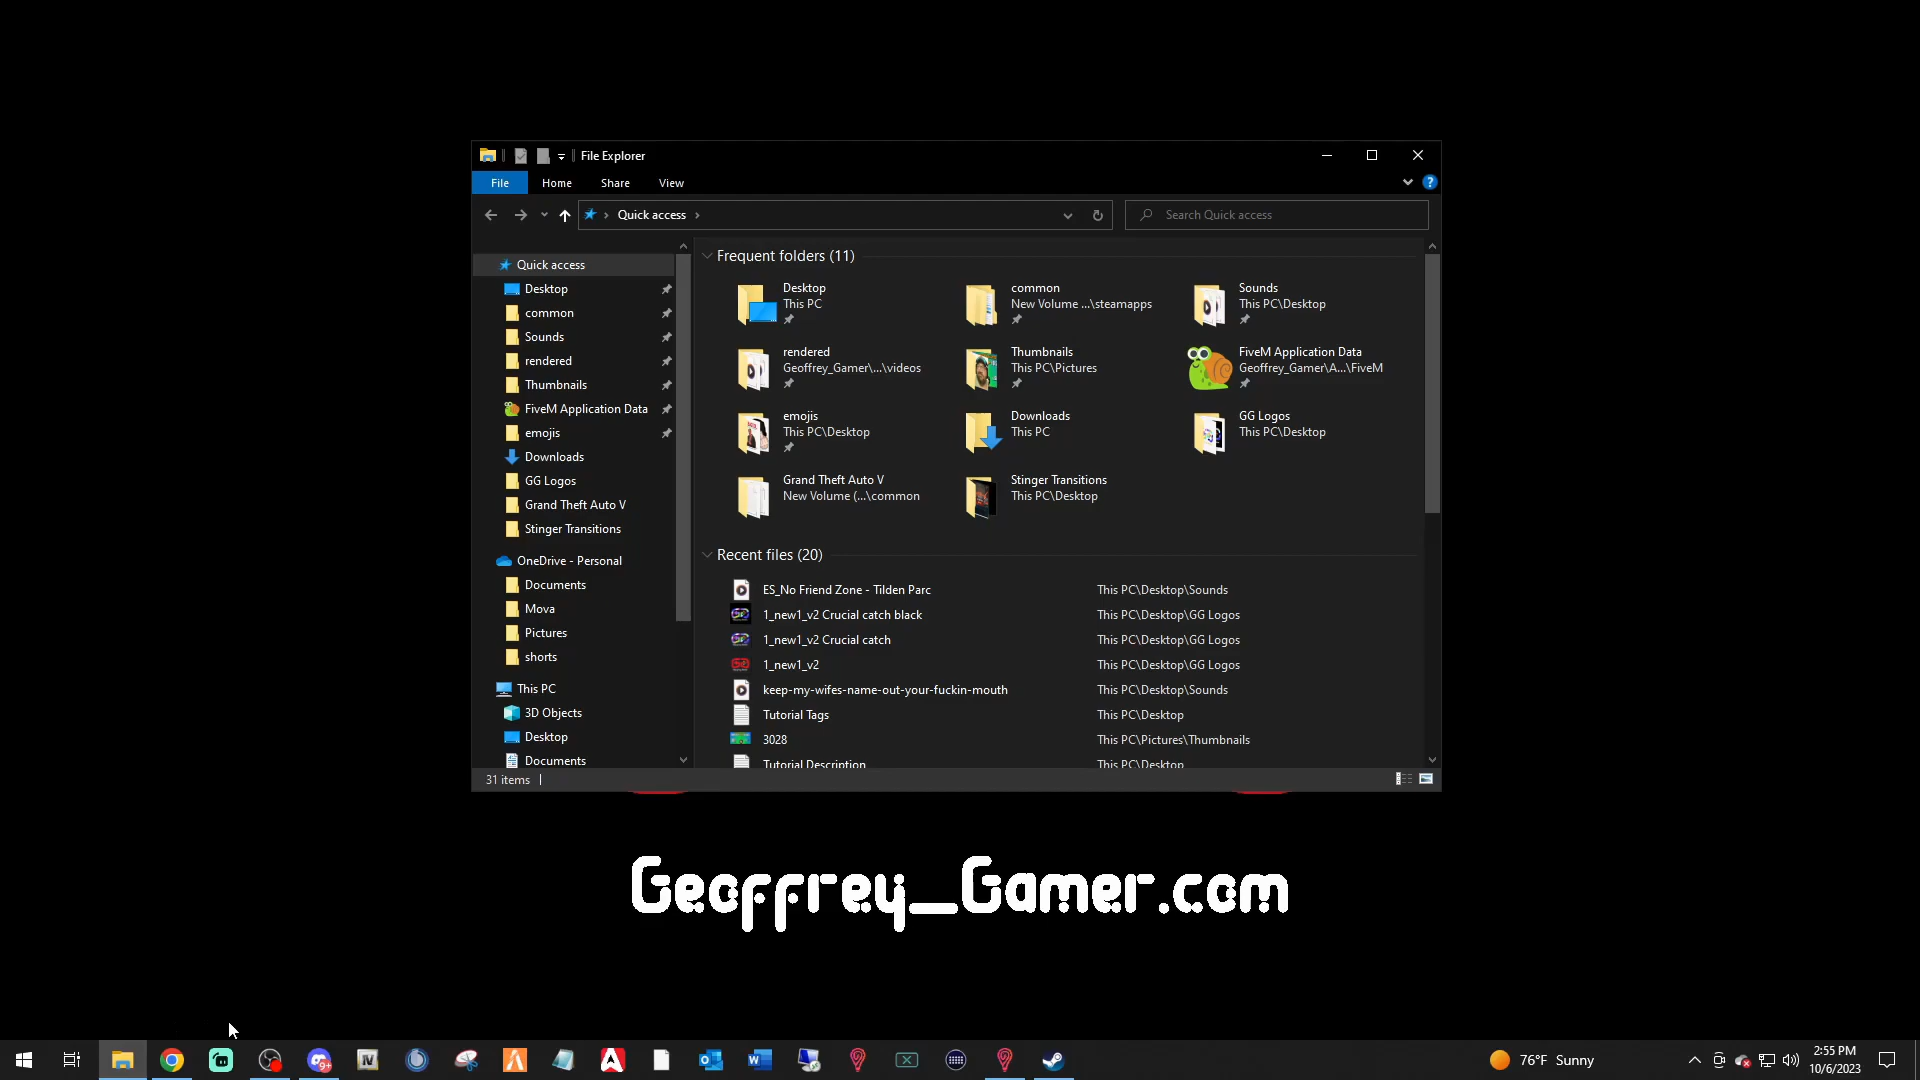 File Explorer
File Home Share View
Quick access
Search Quick access
Quick access
Desktop
common
Sounds
rendered
Thumbnails
FiveM Application Data
emojis
Downloads
GG Logos
Grand Theft Auto V
Stinger Transitions
OneDrive - Personal
Documents
Mova
Pictures
shorts
This PC
3D Objects
Desktop
Documents
Frequent folders (11)
Desktop
This PC
common
New Volume ...\steamapps
Sounds
This PC\Desktop
rendered
Geoffrey_Gamer\...\videos
Thumbnails
This PC\Pictures
FiveM Application Data
Geoffrey_Gamer\A...\FiveM
emojis
This PC\Desktop
Downloads
This PC
GG Logos
This PC\Desktop
Grand Theft Auto V
New Volume (...\common
Stinger Transitions
This PC\Desktop
Recent files (20)
ES_No Friend Zone - Tilden Parc This PC\Desktop\Sounds
1_new1_v2 Crucial catch black This PC\Desktop\GG Logos
1_new1_v2 Crucial catch This PC\Desktop\GG Logos
1_new1_v2 This PC\Desktop\GG Logos
keep-my-wifes-name-out-your-fuckin-mouth This PC\Desktop\Sounds
Tutorial Tags This PC\Desktop
3028 This PC\Pictures\Thumbnails
Tutorial Description This PC\Desktop
31 items
Geoffrey_Gamer.com
76°F Sunny
2:55 PM
10/6/2023